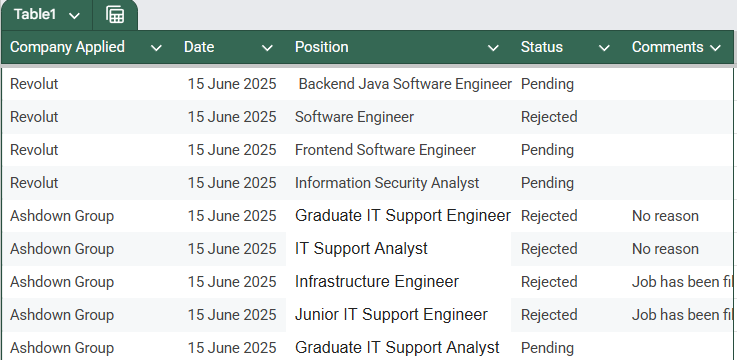 Table1
Company Applied Date Position Status Comments
Revolut 15 June 2025 Backend Java Software Engineer Pending
Revolut 15 June 2025 Software Engineer Rejected
Revolut 15 June 2025 Frontend Software Engineer Pending
Revolut 15 June 2025 Information Security Analyst Pending
Ashdown Group 15 June 2025 Graduate IT Support Engineer Rejected No reason
Ashdown Group 15 June 2025 IT Support Analyst Rejected No reason
Ashdown Group 15 June 2025 Infrastructure Engineer Rejected Job has been
Ashdown Group 15 June 2025 Junior IT Support Engineer Rejected Job has been
Ashdown Group 15 June 2025 Graduate IT Support Analyst Pending